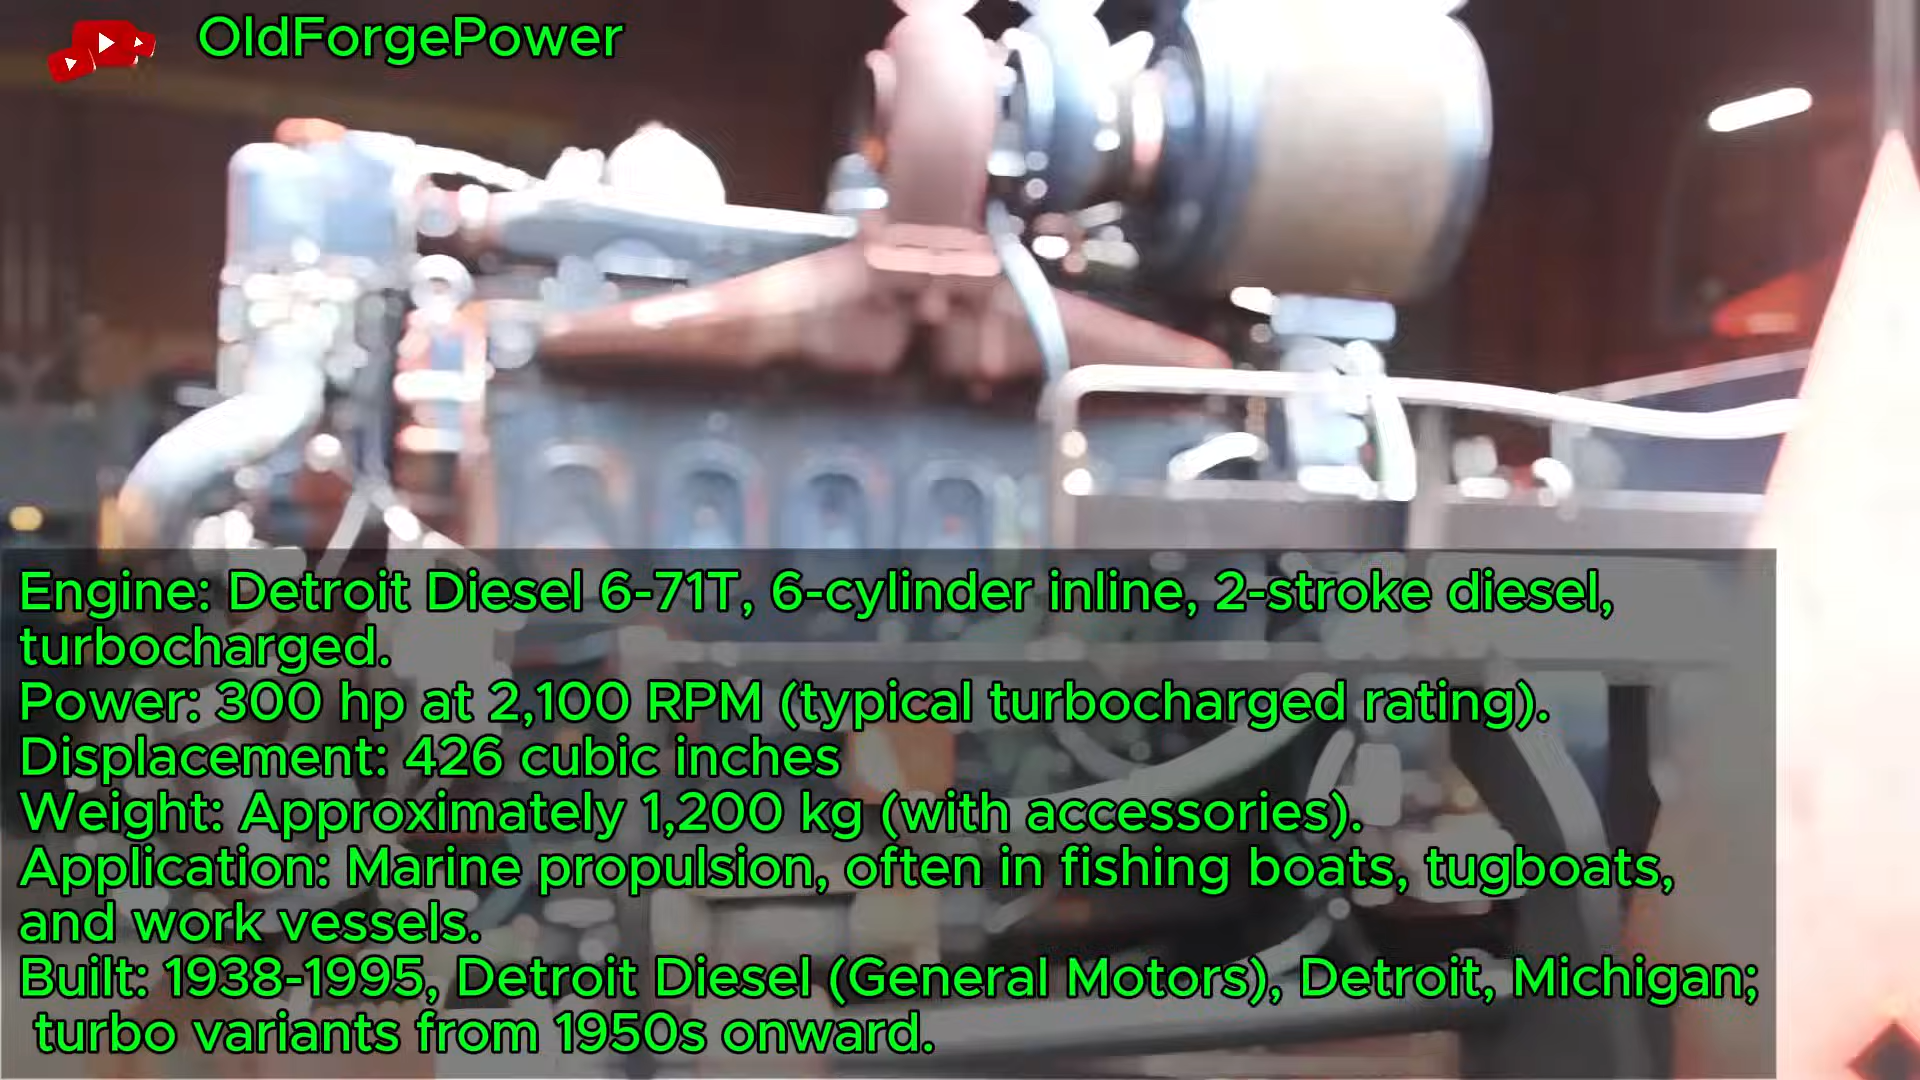 OldForgePower
Engine: Detroit Diesel 6-71T, 6-cylinder inline, 2-stroke diesel,
turbocharged.
Power: 300 hp at 2,100 RPM (typical turbocharged rating).
Displacement: 426 cubic inches
Weight: Approximately 1,200 kg (with accessories).
Application: Marine propulsion, often in fishing boats, tugboats,
and work vessels.
Built: 1938-1995, Detroit Diesel (General Motors), Detroit, Michigan;
turbo variants from 1950s onward.